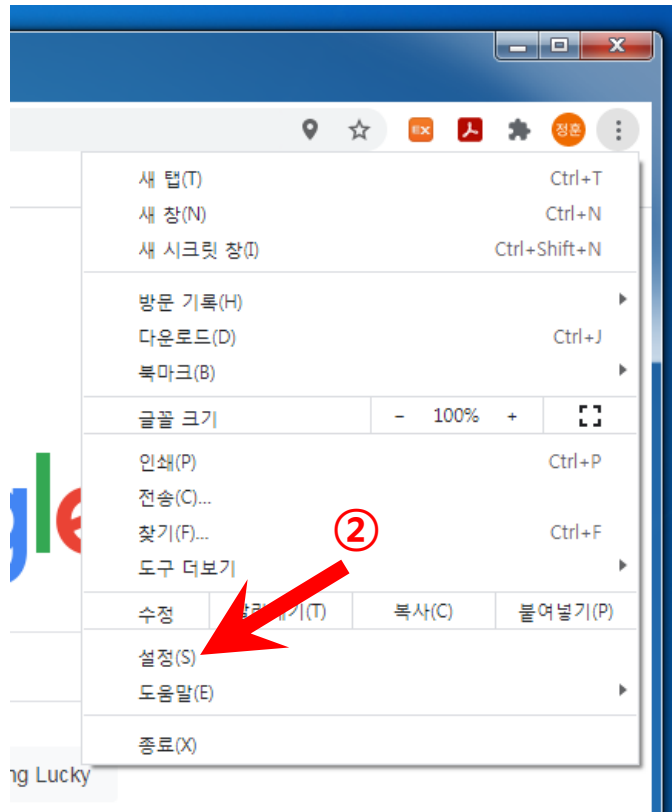 EX 정훈
새 탭(T) Ctrl+T
새 창(N) Ctrl+N
새 시크릿 창(I) Ctrl+Shift+N
방문 기록(H)
다운로드(D) Ctrl+J
북마크(B)
글꼴 크기 - 100% +
인쇄(P) Ctrl+P
전송(C)...
찾기(F)... Ctrl+F
②
도구 더보기
수정 복사(C) 붙여넣기(P)
설정(S)
도움말(E)
종료(X)
gle
ng Lucky